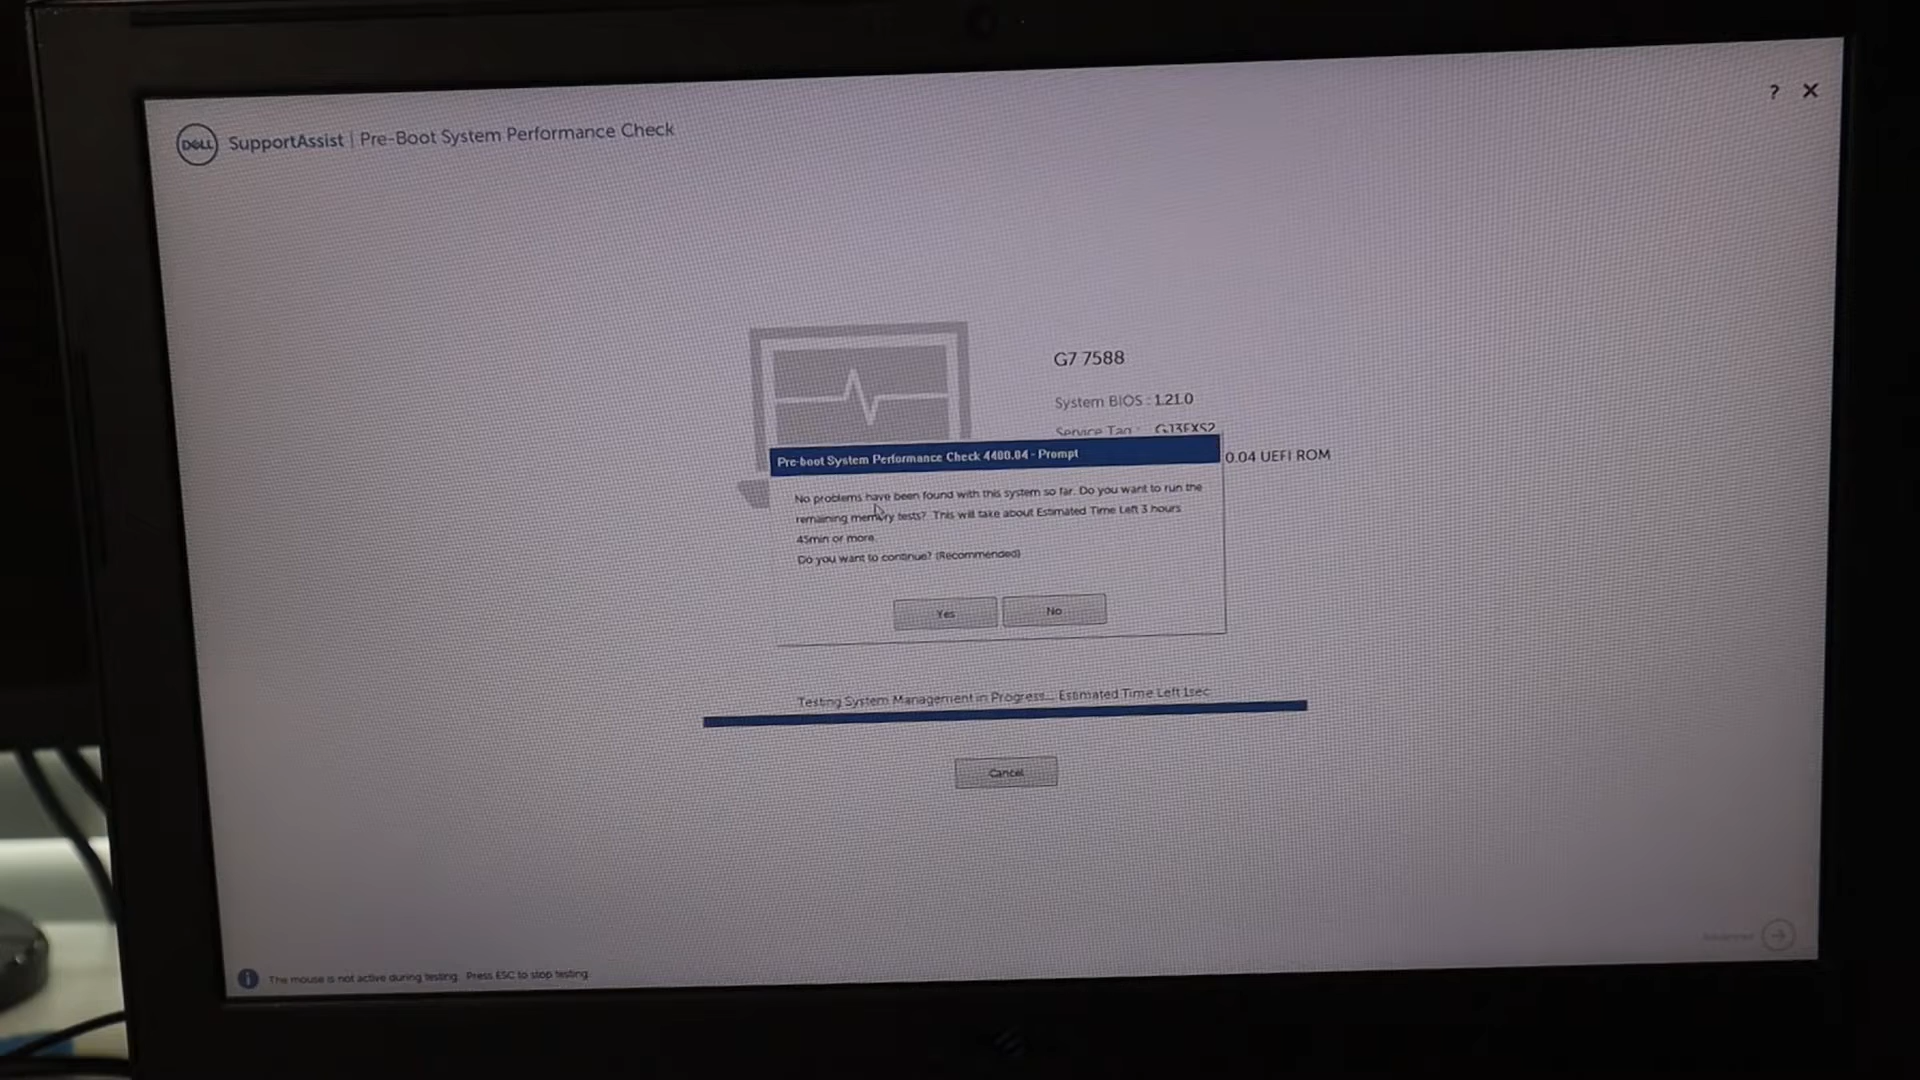 ? X
DELL SupportAssist | Pre-Boot System Performance Check
G7 7588
System BIOS : 1.21.0
Service Tag :
Pre-boot System Performance Check 4400.04 - Prompt
0.04 UEFI ROM
No problems have been found with this system so far. Do you want to run the
remaining memory tests? This will take about Estimated Time Left 3 hours
45min or more.
Do you want to continue? (Recommended)
Yes No
Testing System Management in Progress... Estimated Time Left 1sec
Cancel
i The mouse is not active during testing. Press ESC to stop testing.